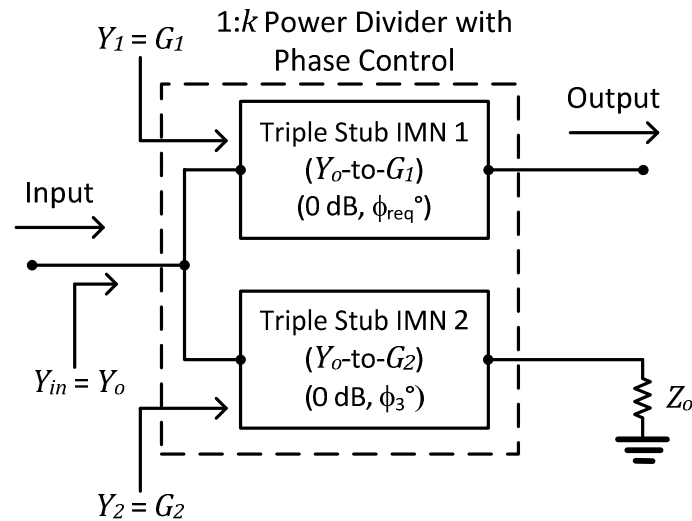 Y₁ = G₁
1:k Power Divider with
Phase Control
Input
Output
Triple Stub IMN 1
(Yₒ-to-G₁)
(0 dB, ϕreq°)
Triple Stub IMN 2
(Yₒ-to-G₂)
(0 dB, ϕ₃°)
Yin = Yₒ
Zₒ
Y₂ = G₂